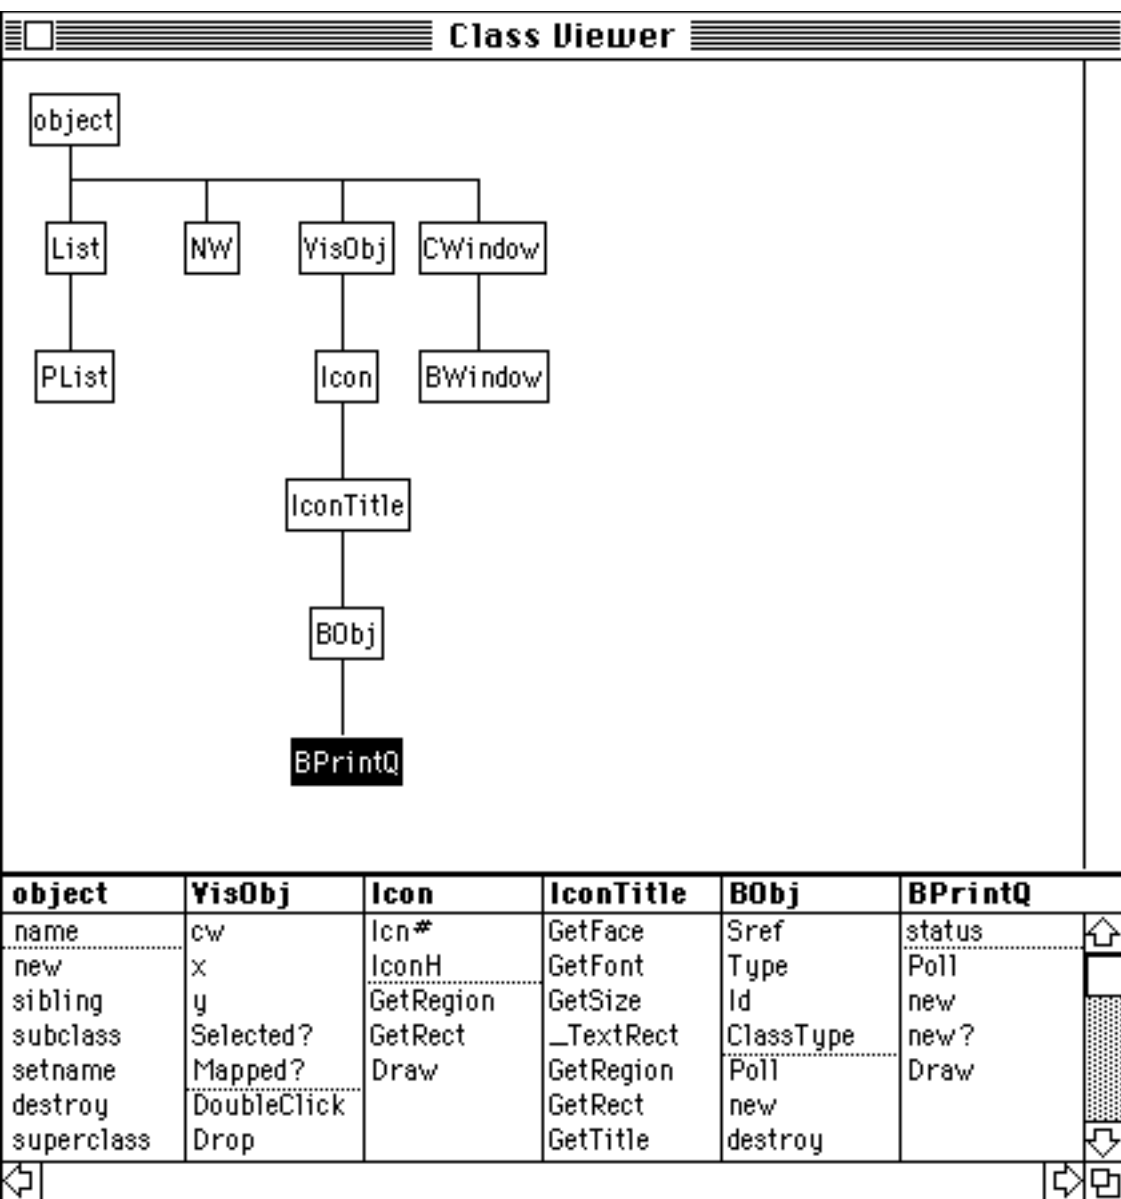 Class Viewer
object
List NW VisObj CWindow
PList Icon BWindow
IconTitle
BObj
BPrintQ
object VisObj Icon IconTitle BObj BPrintQ
name cw Icn# GetFace Sref status
new x IconH GetFont Type Poll
sibling y GetRegion GetSize Id new
subclass Selected? GetRect _TextRect ClassType new?
setname Mapped? Draw GetRegion Poll Draw
destroy DoubleClick GetRect new
superclass Drop GetTitle destroy